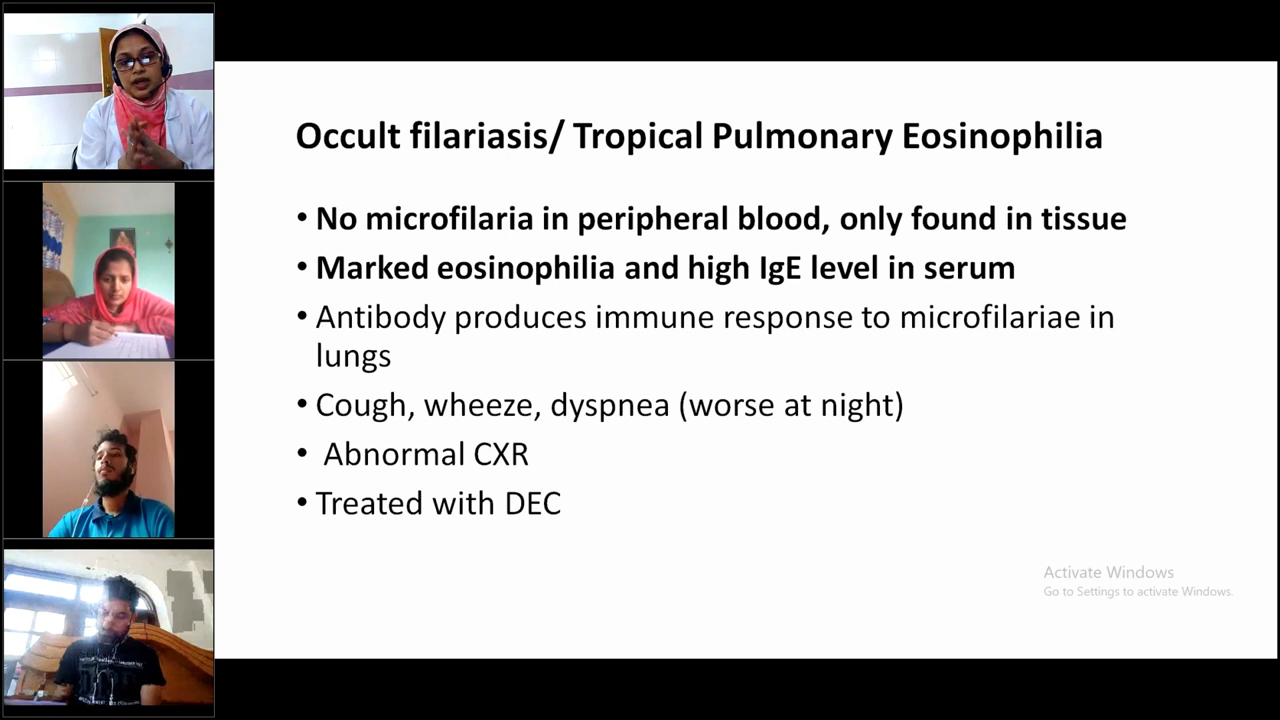 Occult filariasis/ Tropical Pulmonary Eosinophilia
• No microfilaria in peripheral blood, only found in tissue
• Marked eosinophilia and high IgE level in serum
• Antibody produces immune response to microfilariae in
lungs
• Cough, wheeze, dyspnea (worse at night)
• Abnormal CXR
• Treated with DEC
Activate Windows
Go to Settings to activate Windows.